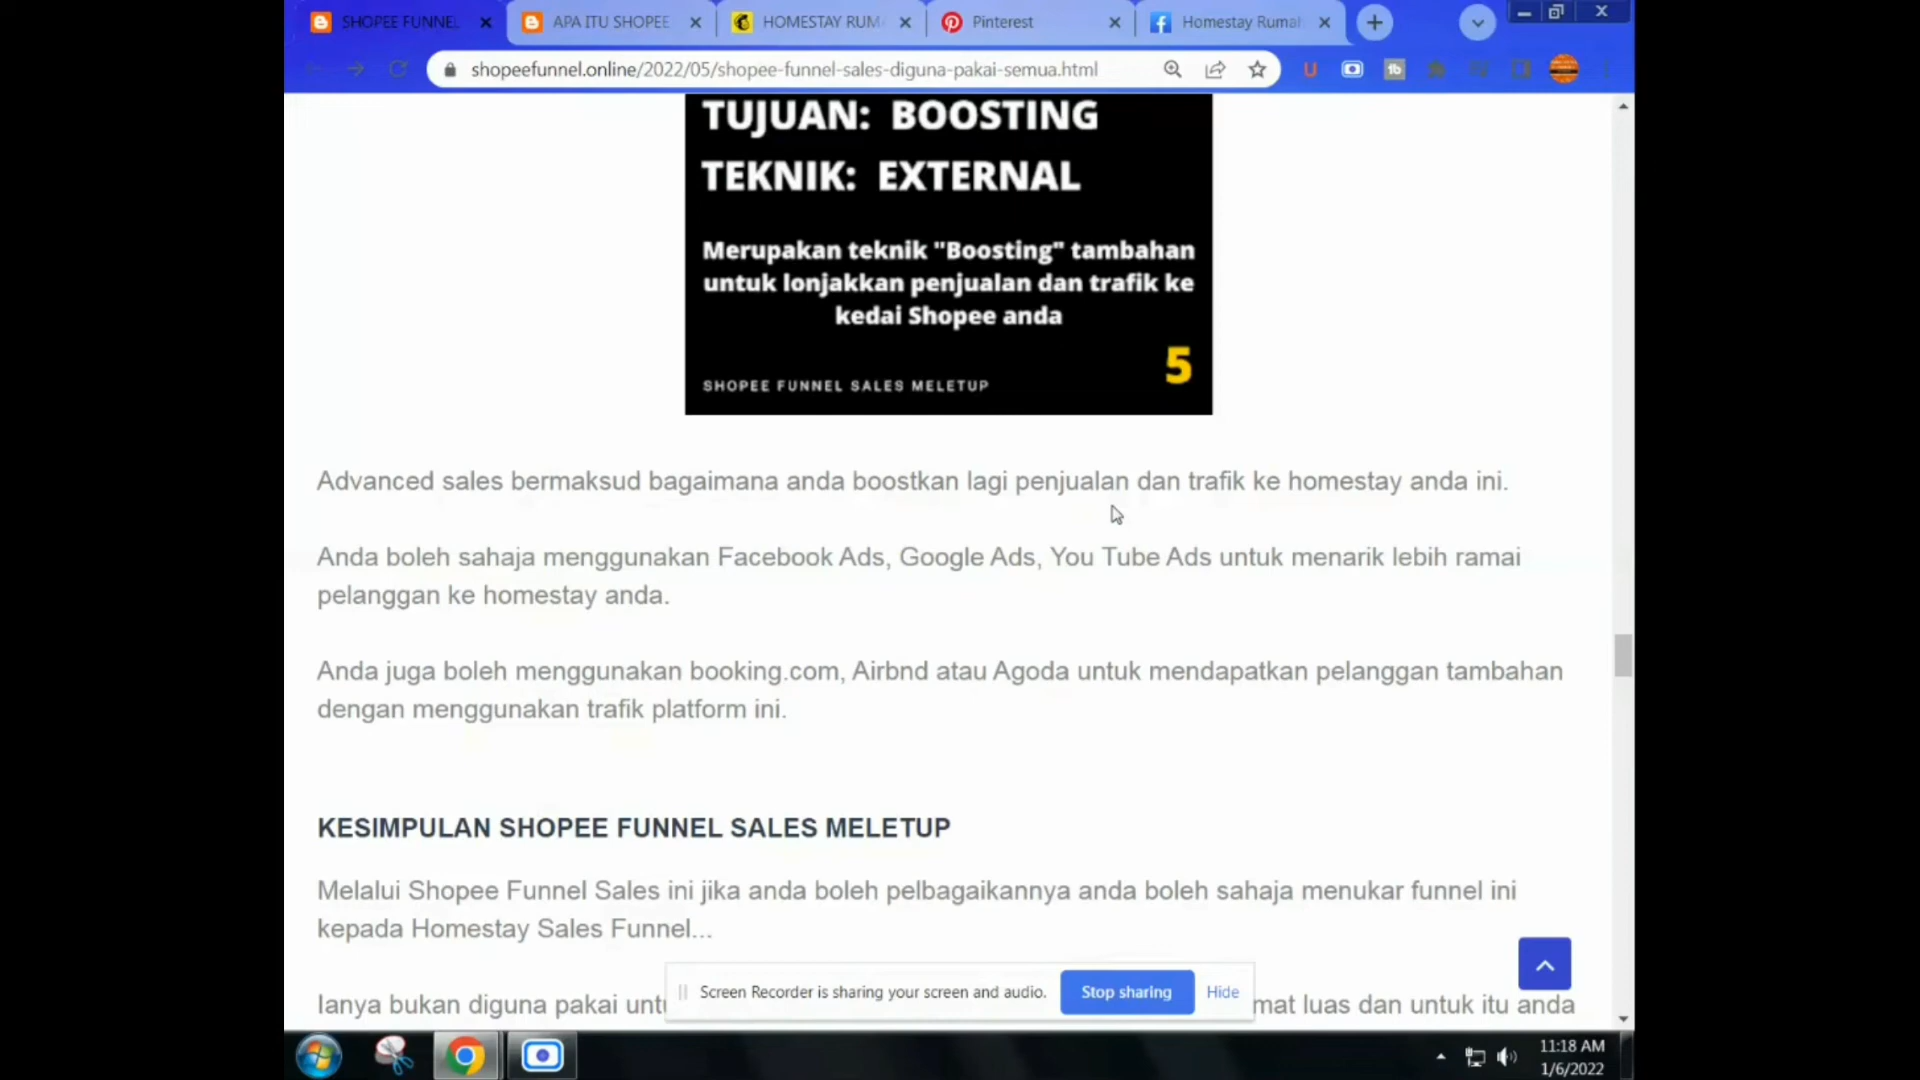 SHOPEE FUNNEL
APA ITU SHOPEE
HOMESTAY RUM
Pinterest
Homestay Rumah
shopeefunnel.online/2022/05/shopee-funnel-sales-diguna-pakai-semua.html
TUJUAN: BOOSTING
TEKNIK: EXTERNAL
Merupakan teknik "Boosting" tambahan
untuk lonjakkan penjualan dan trafik ke
kedai Shopee anda
5
SHOPEE FUNNEL SALES MELETUP
Advanced sales bermaksud bagaimana anda boostkan lagi penjualan dan trafik ke homestay anda ini.
Anda boleh sahaja menggunakan Facebook Ads, Google Ads, You Tube Ads untuk menarik lebih ramai
pelanggan ke homestay anda.
Anda juga boleh menggunakan booking.com, Airbnd atau Agoda untuk mendapatkan pelanggan tambahan
dengan menggunakan trafik platform ini.
KESIMPULAN SHOPEE FUNNEL SALES MELETUP
Melalui Shopee Funnel Sales ini jika anda boleh pelbagaikannya anda boleh sahaja menukar funnel ini
kepada Homestay Sales Funnel...
Ianya bukan diguna pakai untu mat luas dan untuk itu anda
Screen Recorder is sharing your screen and audio. Stop sharing Hide
11:18 AM
1/6/2022